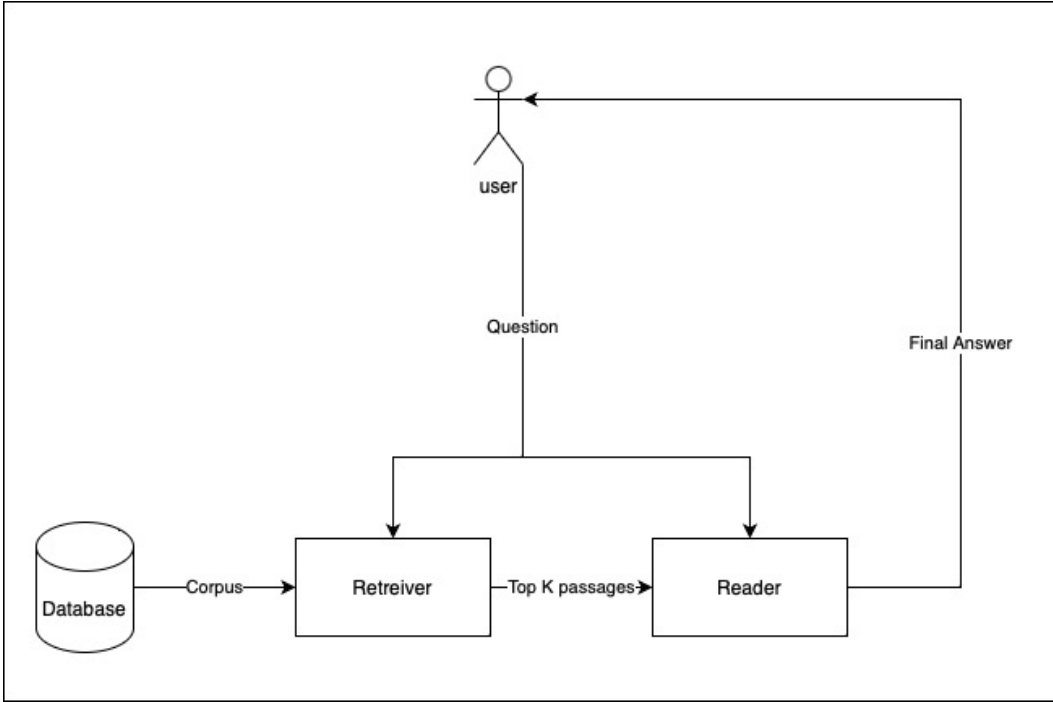 user
Question
Final Answer
Database
Corpus
Retreiver
Top K passages
Reader